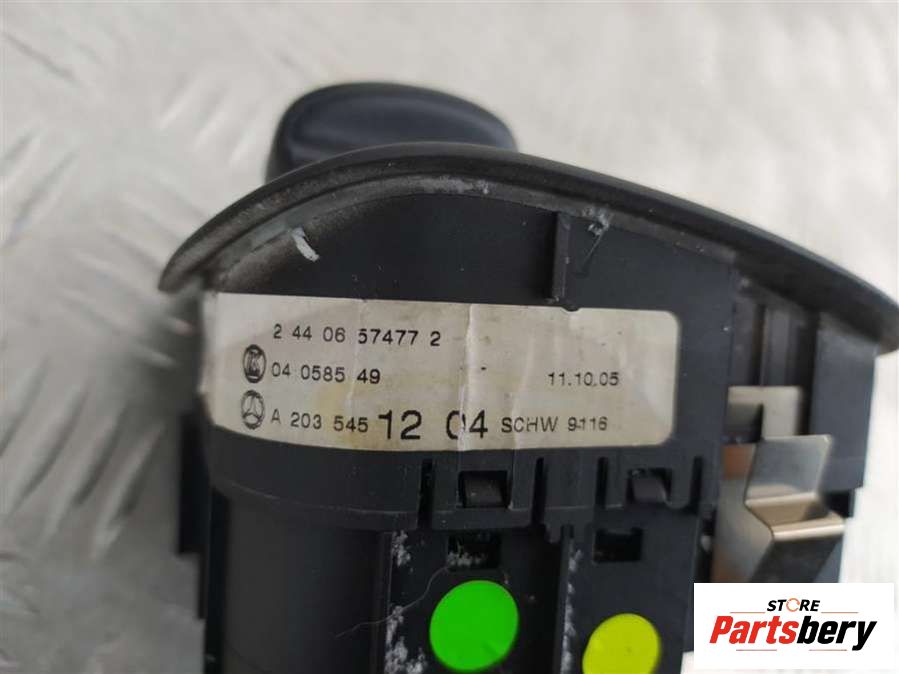 2 44 06 57477 2
04 0585 49 11.10.05
A 203 545 12 04 SCHW 9116
STORE
Partsbery